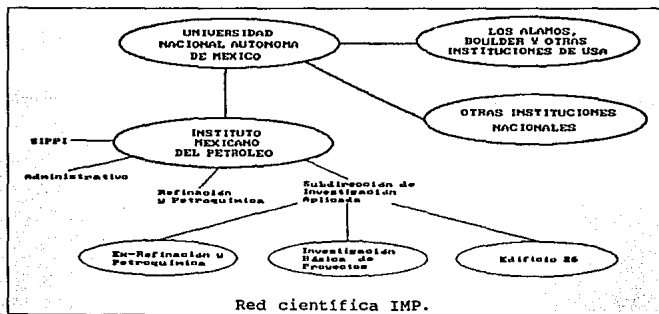 UNIVERSIDAD
NACIONAL AUTONOMA
DE MEXICO
LOS ALAMOS,
BOULDER Y OTRAS
INSTITUCIONES DE USA
OTRAS INSTITUCIONES
NACIONALES
INSTITUTO
MEXICANO
DEL PETROLEO
SIPPI
Administrativo
Refinación
y Petroquímica
Subdirección de
Investigación
Aplicada
Ex-Refinación y
Petroquímica
Investigación
Básica de
Proyectos
Edificio 26
Red científica IMP.